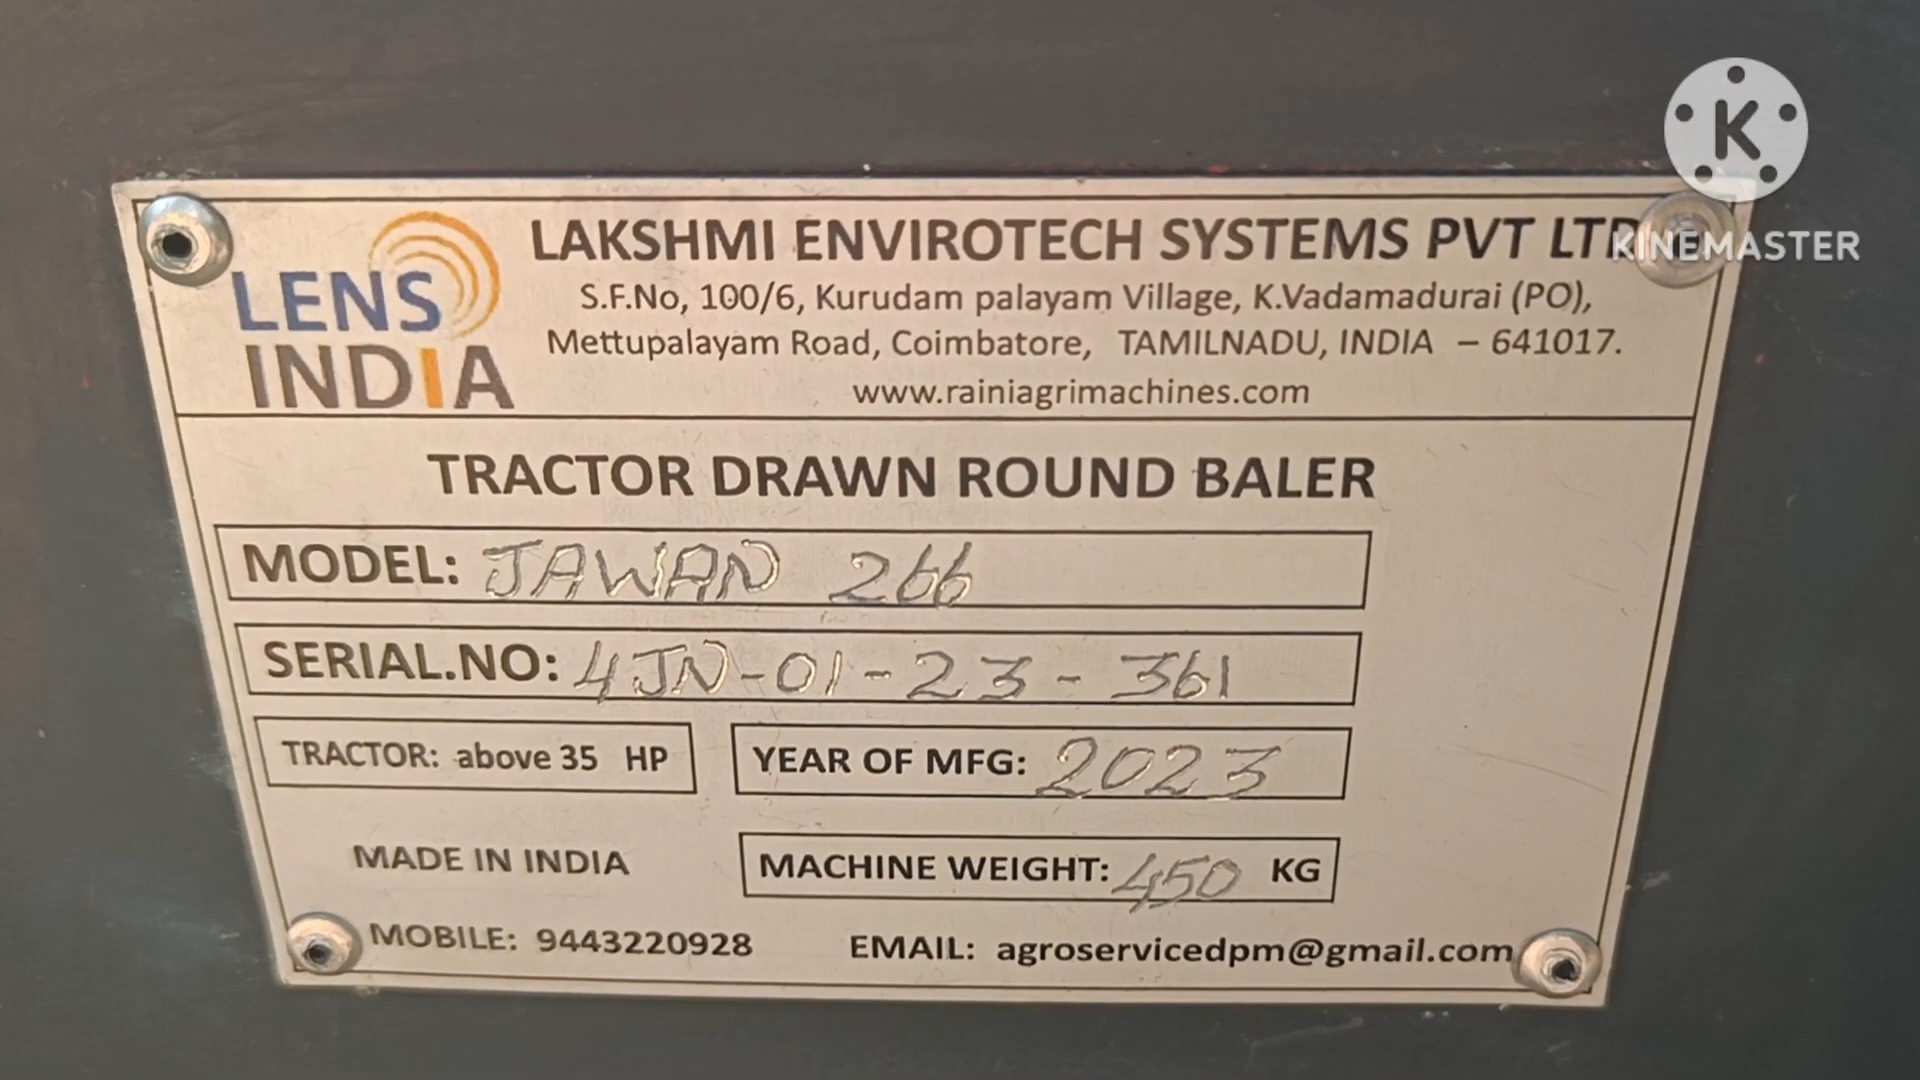 LENS
INDIA
LAKSHMI ENVIROTECH SYSTEMS PVT LTD
S.F.No, 100/6, Kurudam palayam Village, K.Vadamadurai (PO),
Mettupalayam Road, Coimbatore, TAMILNADU, INDIA – 641017.
www.rainiagrimachines.com
TRACTOR DRAWN ROUND BALER
MODEL: JAWAN 266
SERIAL.NO: 4JN-01-23-361
TRACTOR: above 35 HP
YEAR OF MFG: 2023
MADE IN INDIA
MACHINE WEIGHT: 450 KG
MOBILE: 9443220928
EMAIL: agroservicedpm@gmail.com
K
KINEMASTER